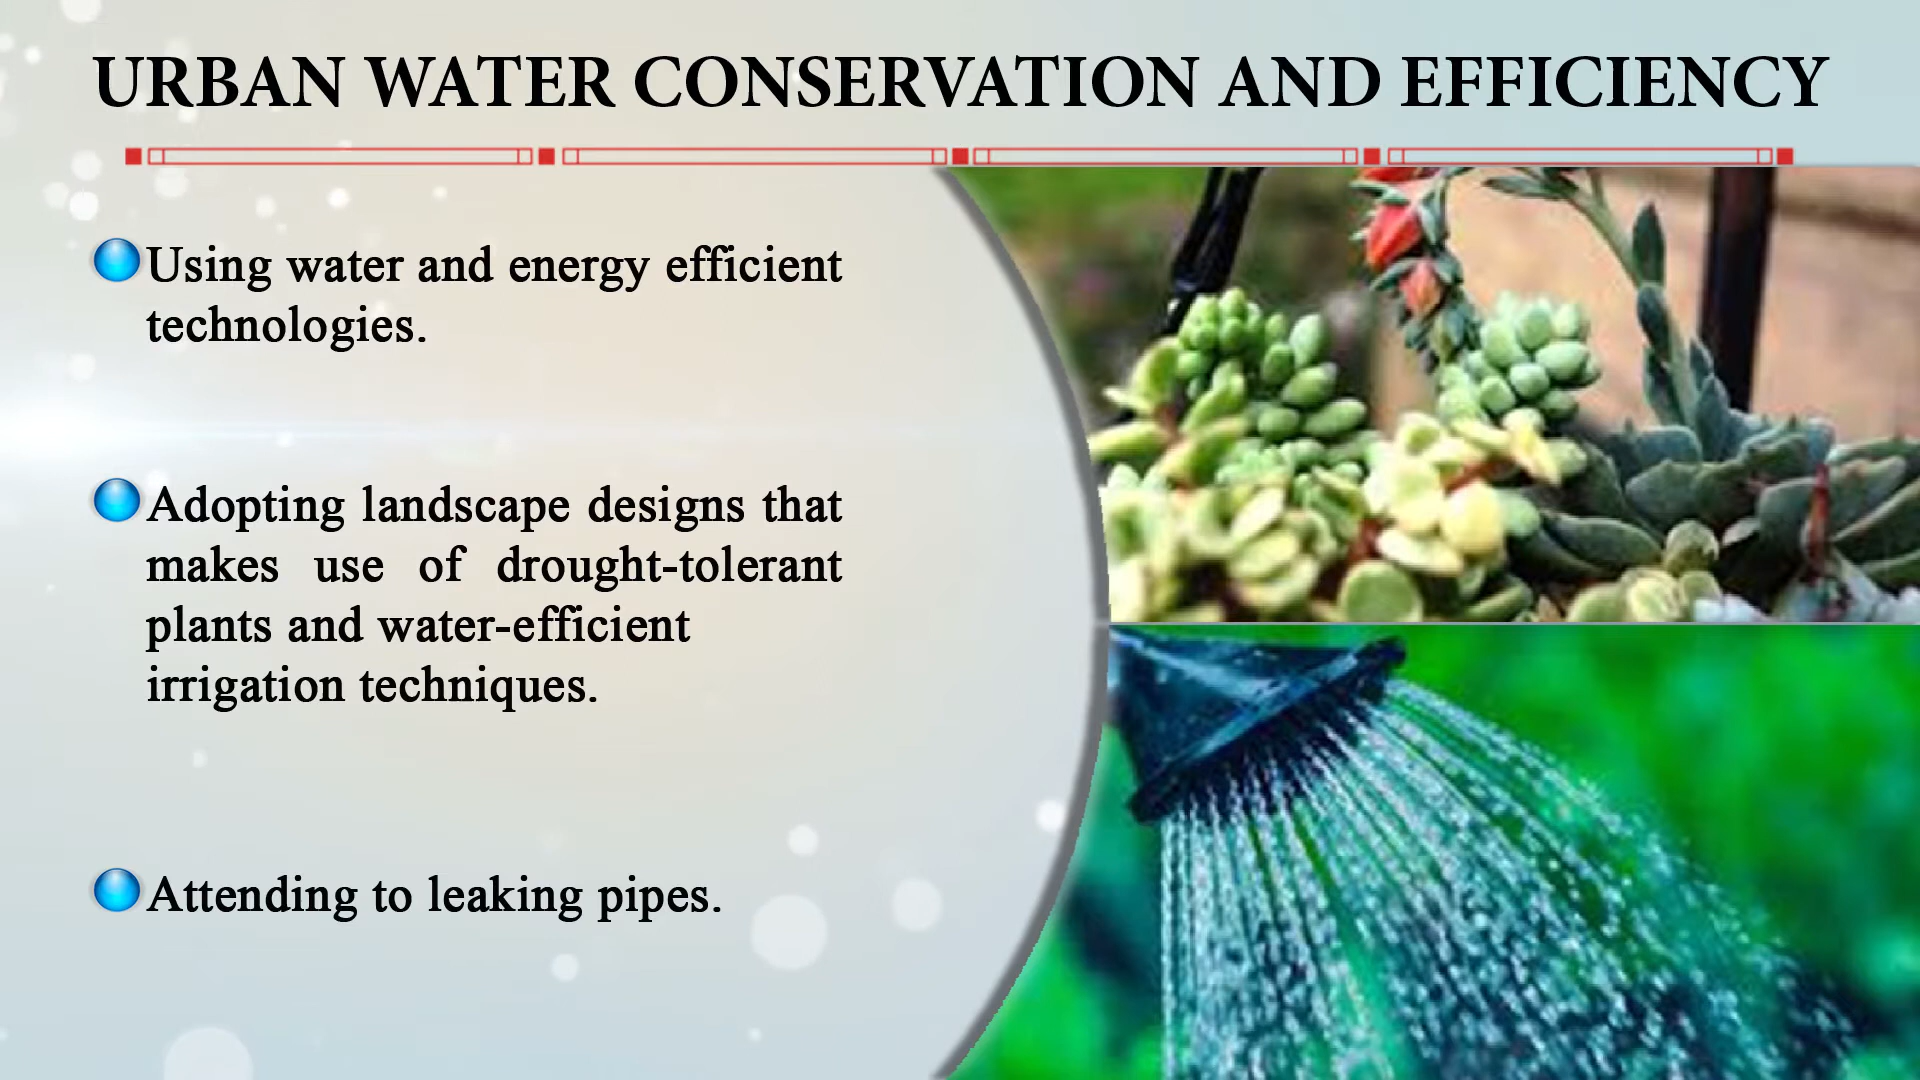 URBAN WATER CONSERVATION AND EFFICIENCY
Using water and energy efficient
technologies.
Adopting landscape designs that
makes use of drought-tolerant
plants and water-efficient
irrigation techniques.
Attending to leaking pipes.